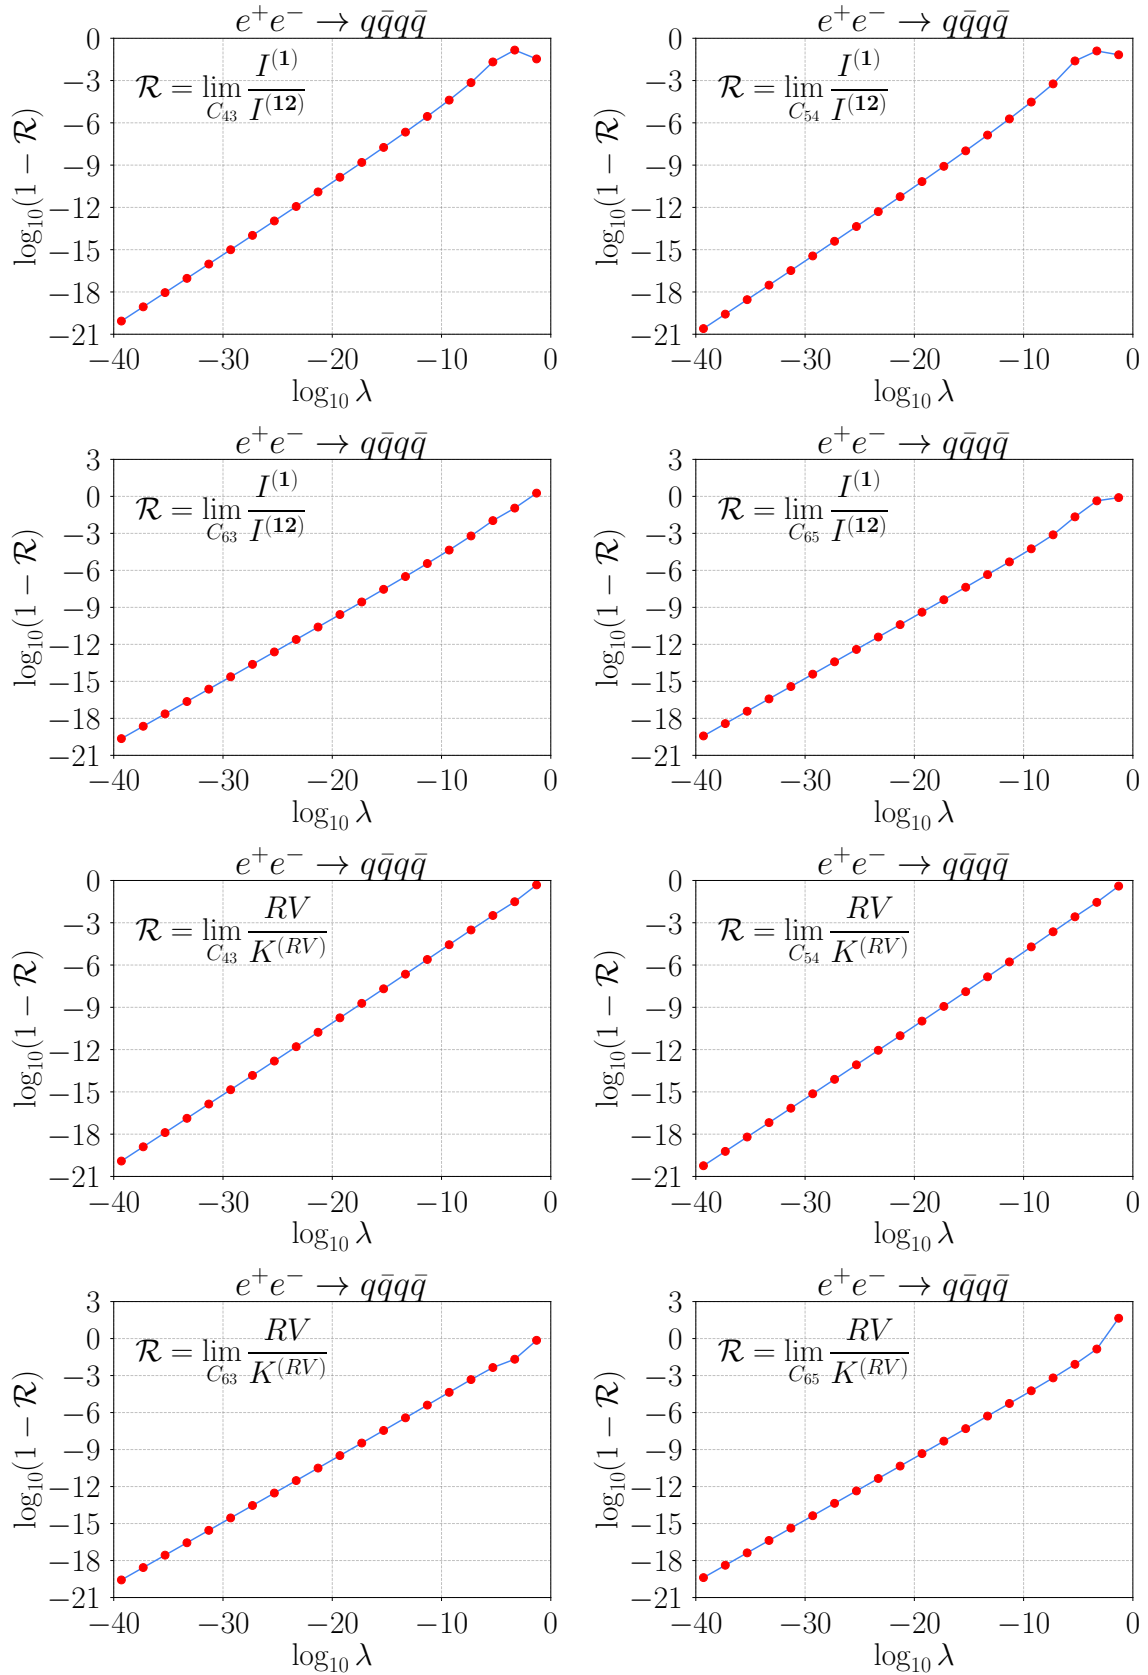 e⁺e⁻ → qq̄qq̄
0
−3
−6
−9
−12
−15
−18
−21
log₁₀(1 − R)
R = lim_{C₄₃} I^{(1)} / I^{(12)}
−40 −30 −20 −10 0
log₁₀ λ
e⁺e⁻ → qq̄qq̄
0
−3
−6
−9
−12
−15
−18
−21
log₁₀(1 − R)
R = lim_{C₅₄} I^{(1)} / I^{(12)}
−40 −30 −20 −10 0
log₁₀ λ
e⁺e⁻ → qq̄qq̄
3
0
−3
−6
−9
−12
−15
−18
−21
log₁₀(1 − R)
R = lim_{C₆₃} I^{(1)} / I^{(12)}
−40 −30 −20 −10 0
log₁₀ λ
e⁺e⁻ → qq̄qq̄
3
0
−3
−6
−9
−12
−15
−18
−21
log₁₀(1 − R)
R = lim_{C₆₅} I^{(1)} / I^{(12)}
−40 −30 −20 −10 0
log₁₀ λ
e⁺e⁻ → qq̄qq̄
0
−3
−6
−9
−12
−15
−18
−21
log₁₀(1 − R)
R = lim_{C₄₃} RV / K^{(RV)}
−40 −30 −20 −10 0
log₁₀ λ
e⁺e⁻ → qq̄qq̄
0
−3
−6
−9
−12
−15
−18
−21
log₁₀(1 − R)
R = lim_{C₅₄} RV / K^{(RV)}
−40 −30 −20 −10 0
log₁₀ λ
e⁺e⁻ → qq̄qq̄
3
0
−3
−6
−9
−12
−15
−18
−21
log₁₀(1 − R)
R = lim_{C₆₃} RV / K^{(RV)}
−40 −30 −20 −10 0
log₁₀ λ
e⁺e⁻ → qq̄qq̄
3
0
−3
−6
−9
−12
−15
−18
−21
log₁₀(1 − R)
R = lim_{C₆₅} RV / K^{(RV)}
−40 −30 −20 −10 0
log₁₀ λ